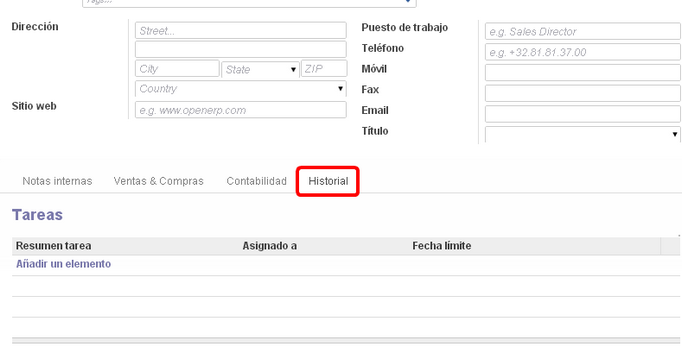 Tags...
Dirección
Street...
City State ZIP
Country
Sitio web
e.g. www.openerp.com
Puesto de trabajo
e.g. Sales Director
Teléfono
e.g. +32.81.81.37.00
Móvil
Fax
Email
Título
Notas internas Ventas & Compras Contabilidad Historial
Tareas
Resumen tarea Asignado a Fecha límite
Añadir un elemento